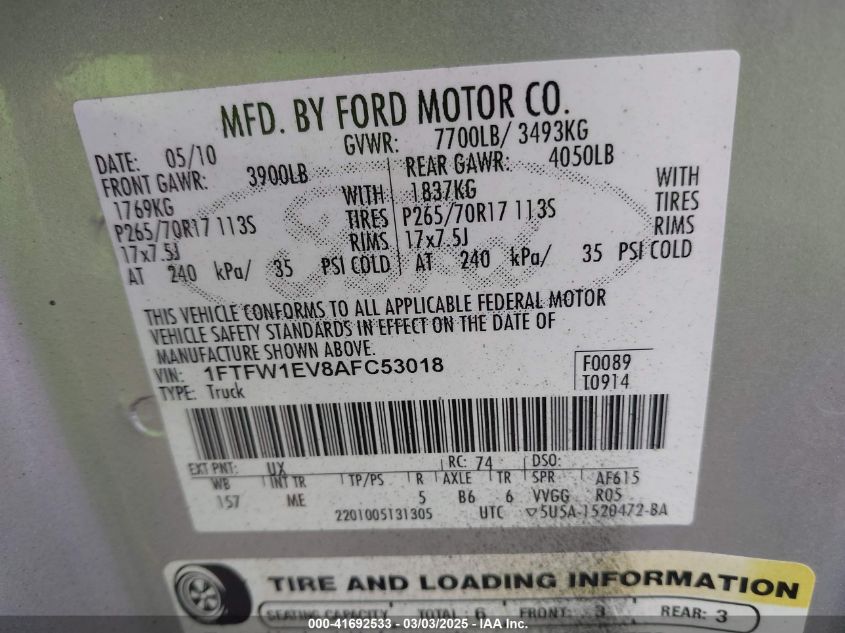 MFD. BY FORD MOTOR CO.
DATE: 05/10 GVWR: 7700LB/ 3493KG
FRONT GAWR: 3900LB REAR GAWR: 4050LB
1769KG WITH 1837KG WITH
P265/70R17 113S TIRES P265/70R17 113S TIRES
17x7.5J RIMS 17x7.5J RIMS
AT 240 kPa/ 35 PSI COLD AT 240 kPa/ 35 PSI COLD
THIS VEHICLE CONFORMS TO ALL APPLICABLE FEDERAL MOTOR
VEHICLE SAFETY STANDARDS IN EFFECT ON THE DATE OF
MANUFACTURE SHOWN ABOVE.
VIN: 1FTFW1EV8AFC53018 F0089
TYPE: Truck T0914
EXT PNT: UX RC: 74 DSO:
WB INT TR TP/PS R AXLE TR SPR AF615
157 ME 5 B6 6 VVGG R05
2201005131305 UTC ▽5U5A-1520472-BA
TIRE AND LOADING INFORMATION
SEATING CAPACITY TOTAL: 6 FRONT: 3 REAR: 3
000-41692533 - 03/03/2025 - IAAI.com